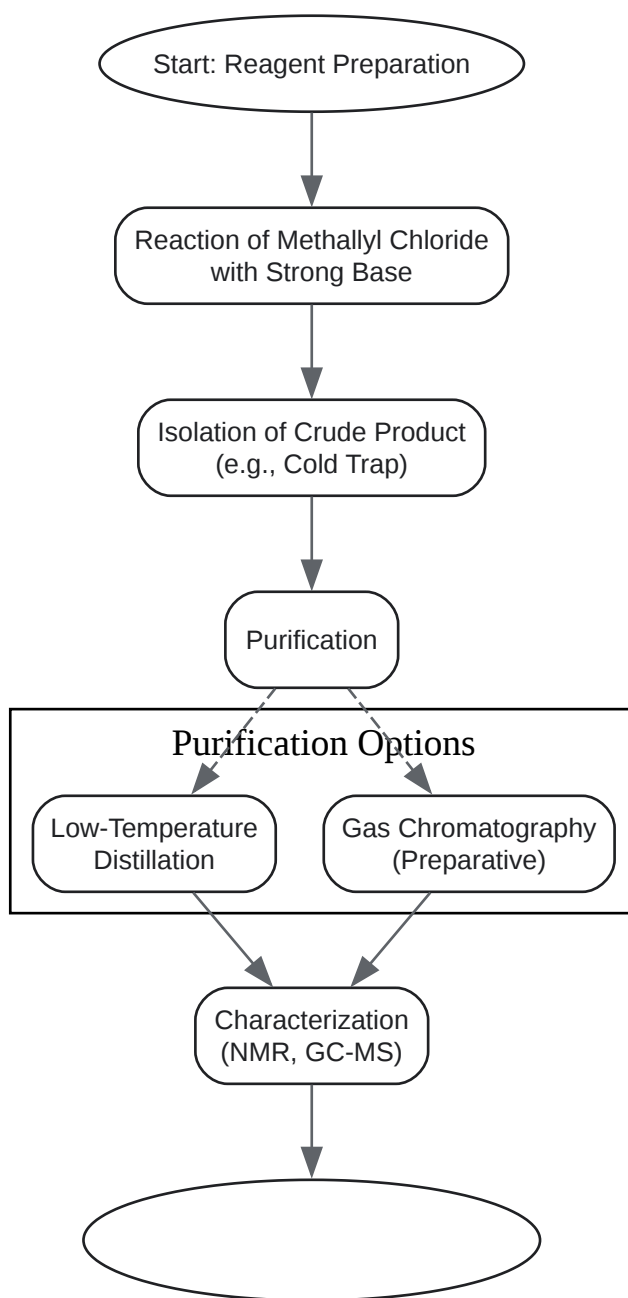 Start: Reagent Preparation
Reaction of Methallyl Chloride
with Strong Base
Isolation of Crude Product
(e.g., Cold Trap)
Purification
Purification Options
Low-Temperature
Distillation
Gas Chromatography
(Preparative)
Characterization
(NMR, GC-MS)